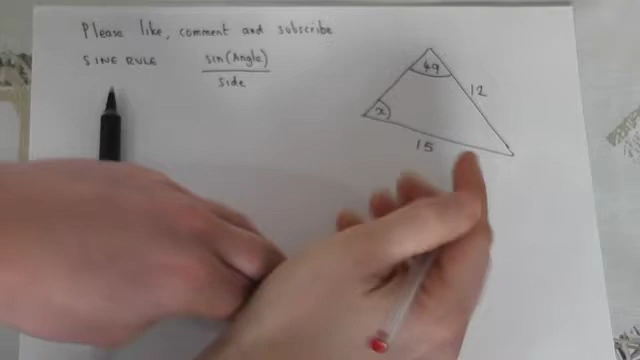 Please like, comment and subscribe
SINE RULE
sin(Angle)
side
49
12
x
15